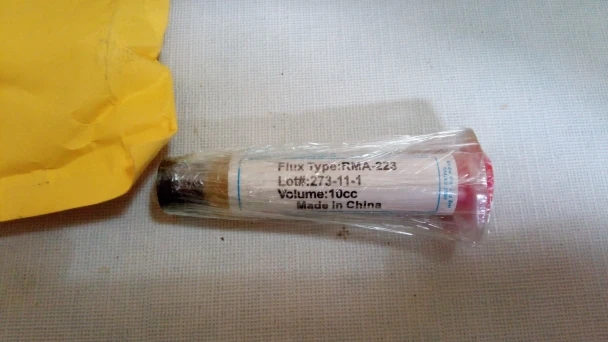 Flux Type:RMA-223
Lot#:273-11-1
Volume:10cc
Made in China